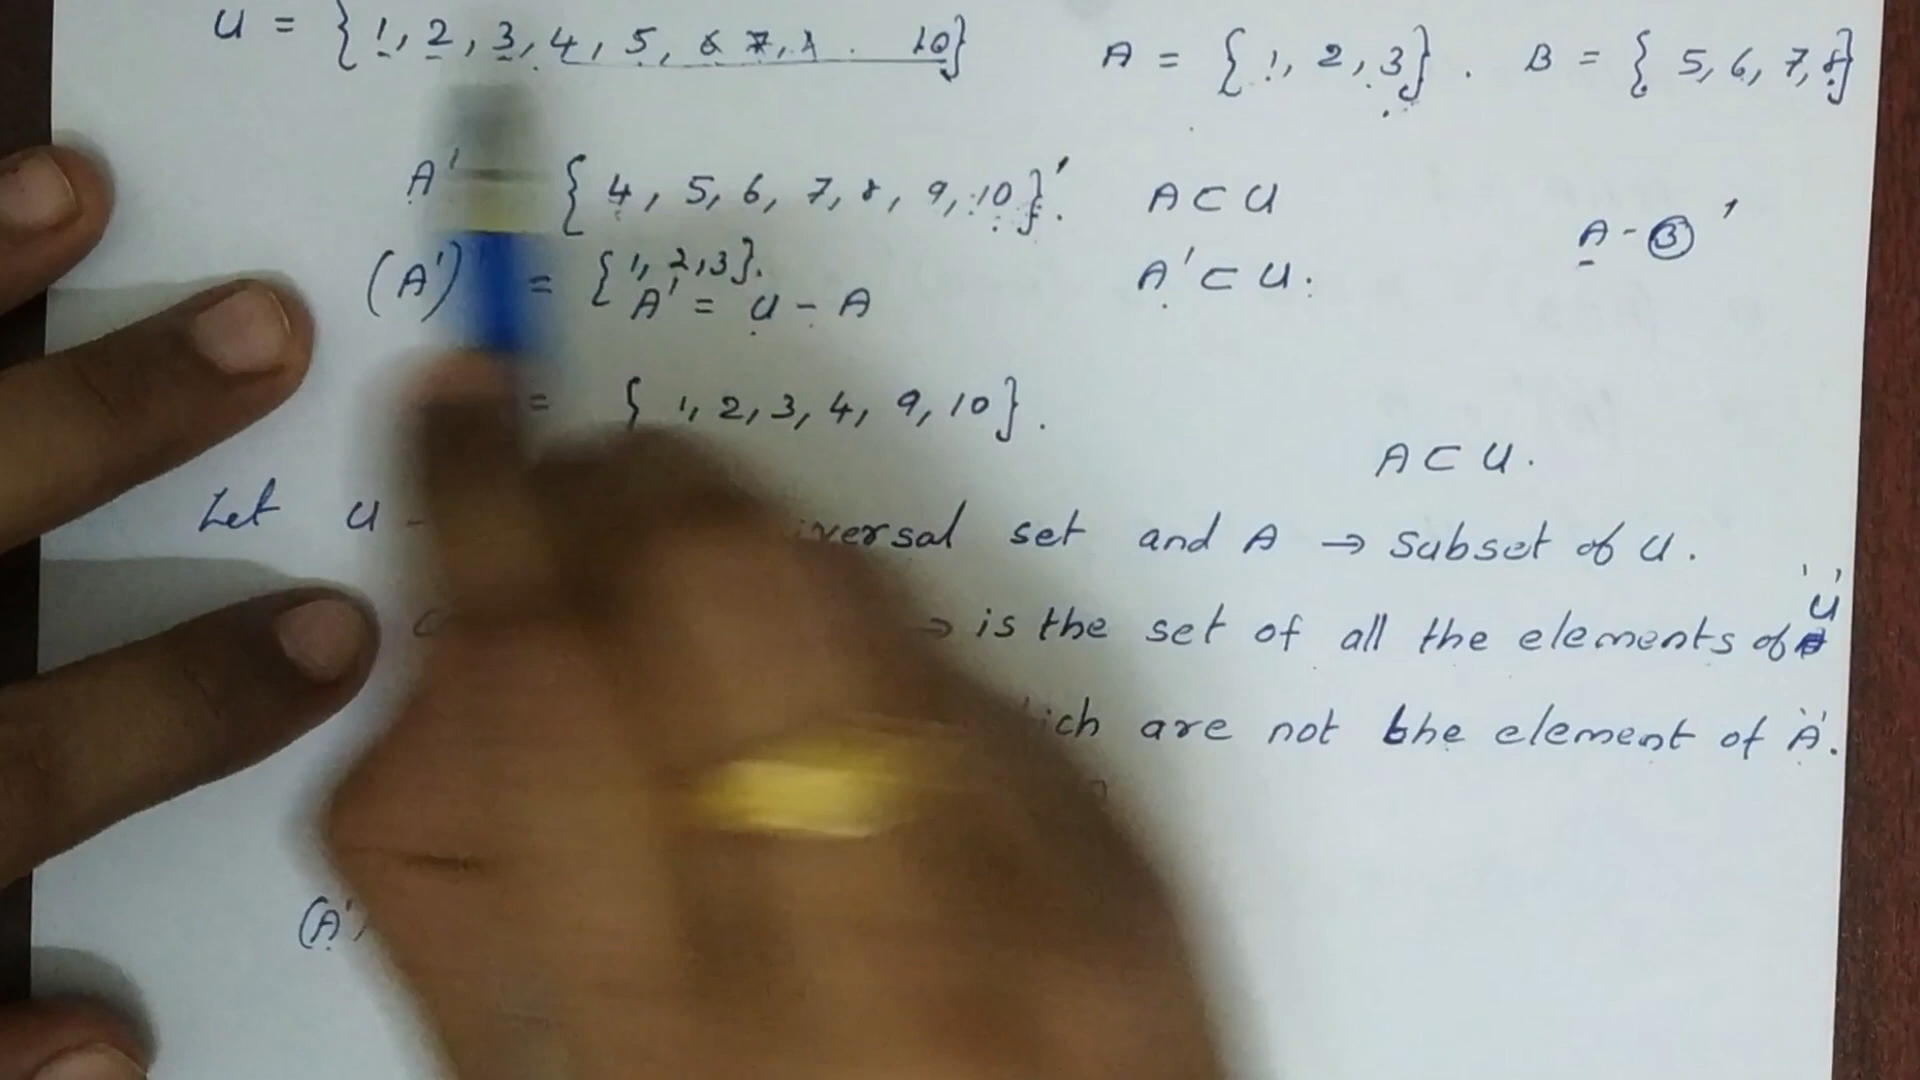 U = { 1, 2, 3, 4, 5, 6 7, . 10} A = { 1, 2, 3} . B = { 5, 6, 7, 8}
A' { 4, 5, 6, 7, 8, 9, 10}'. A ⊂ U
A - B '
(A')' = { 1, 2, 3}. A' ⊂ U.
A' = U - A
= { 1, 2, 3, 4, 9, 10}.
A ⊂ U.
Let U set and A → Subset of U.
→ is the set of all the elements of U
are not the element of A.
(A')